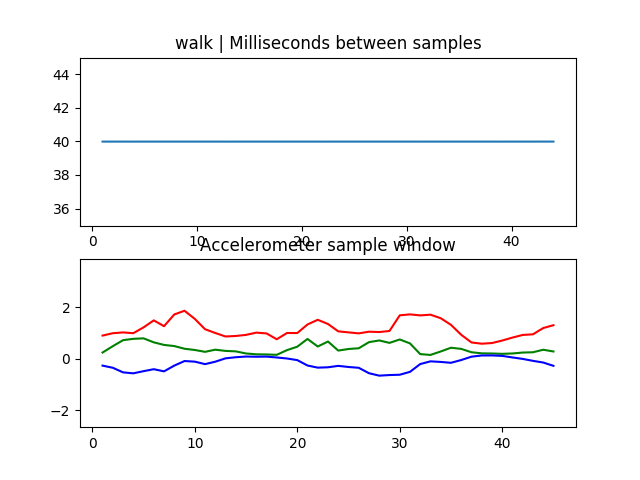 walk | Milliseconds between samples
44
42
40
38
36
0 10 20 30 40
Accelerometer sample window
2
0
−2
0 10 20 30 40